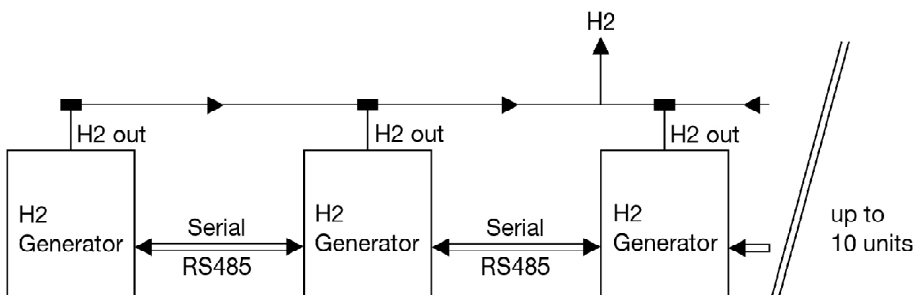 H2
H2 out
H2 out
H2 out
H2
Generator
Serial
RS485
H2
Generator
Serial
RS485
H2
Generator
up to
10 units